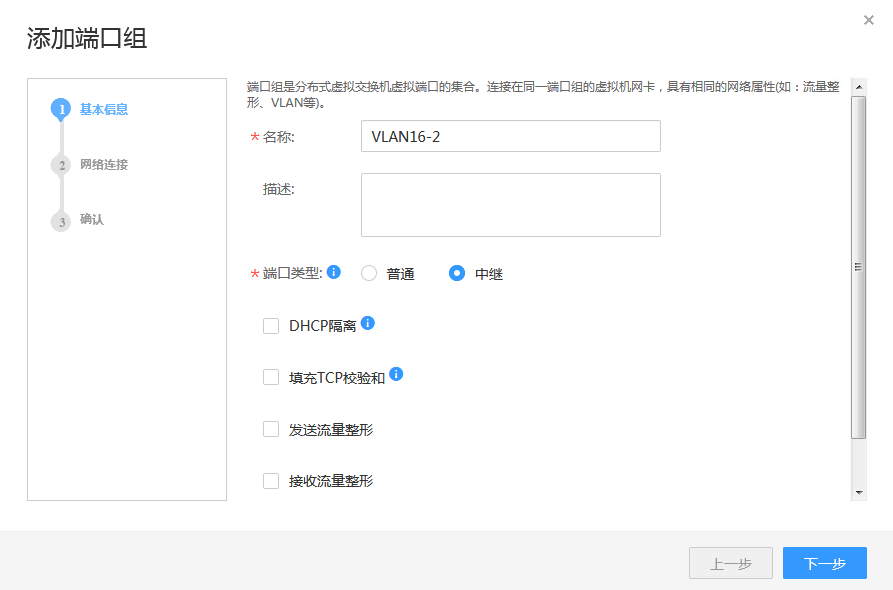 添加端口组
1 基本信息
2 网络连接
3 确认
端口组是分布式虚拟交换机虚拟端口的集合。连接在同一端口组的虚拟机网卡，具有相同的网络属性(如：流量整
形、VLAN等)。
* 名称: VLAN16-2
描述:
* 端口类型: i 普通 中继
DHCP隔离 i
填充TCP校验和 i
发送流量整形
接收流量整形
上一步 下一步